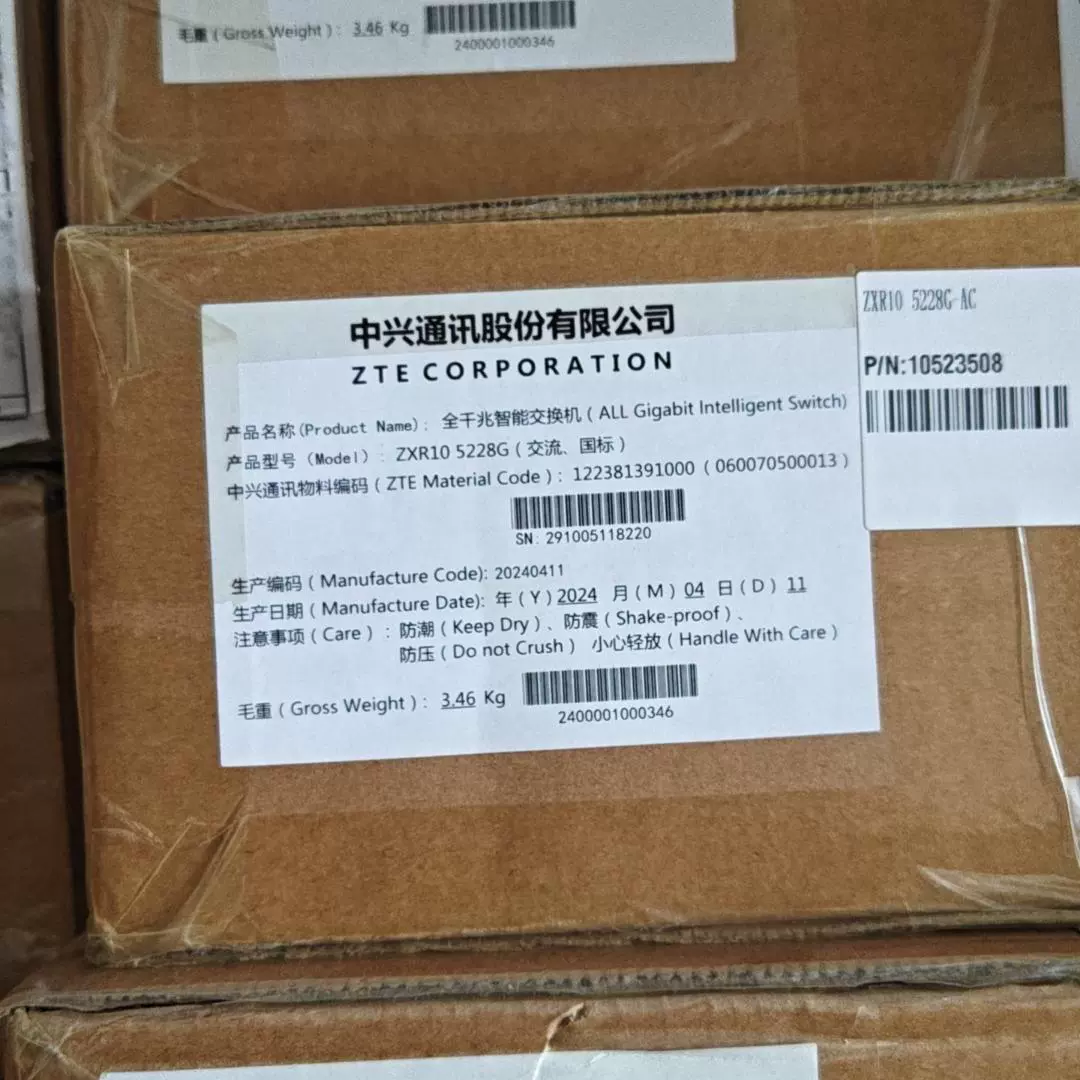 毛重（Gross Weight）：3.46 Kg
2400001000346
中兴通讯股份有限公司
ZTE CORPORATION
产品名称(Product Name)：全千兆智能交换机（ALL Gigabit Intelligent Switch)
产品型号（Model）：ZXR10 5228G（交流、国标）
中兴通讯物料编码（ZTE Material Code）：122381391000（060070500013）
SN: 291005118220
生产编码（Manufacture Code): 20240411
生产日期（Manufacture Date): 年（Y）2024 月（M）04 日（D）11
注意事项（Care）：防潮（Keep Dry）、防震（Shake-proof）、
防压（Do not Crush） 小心轻放（Handle With Care）
毛重（Gross Weight）：3.46 Kg
2400001000346
ZXR10 5228G-AC
P/N:10523508